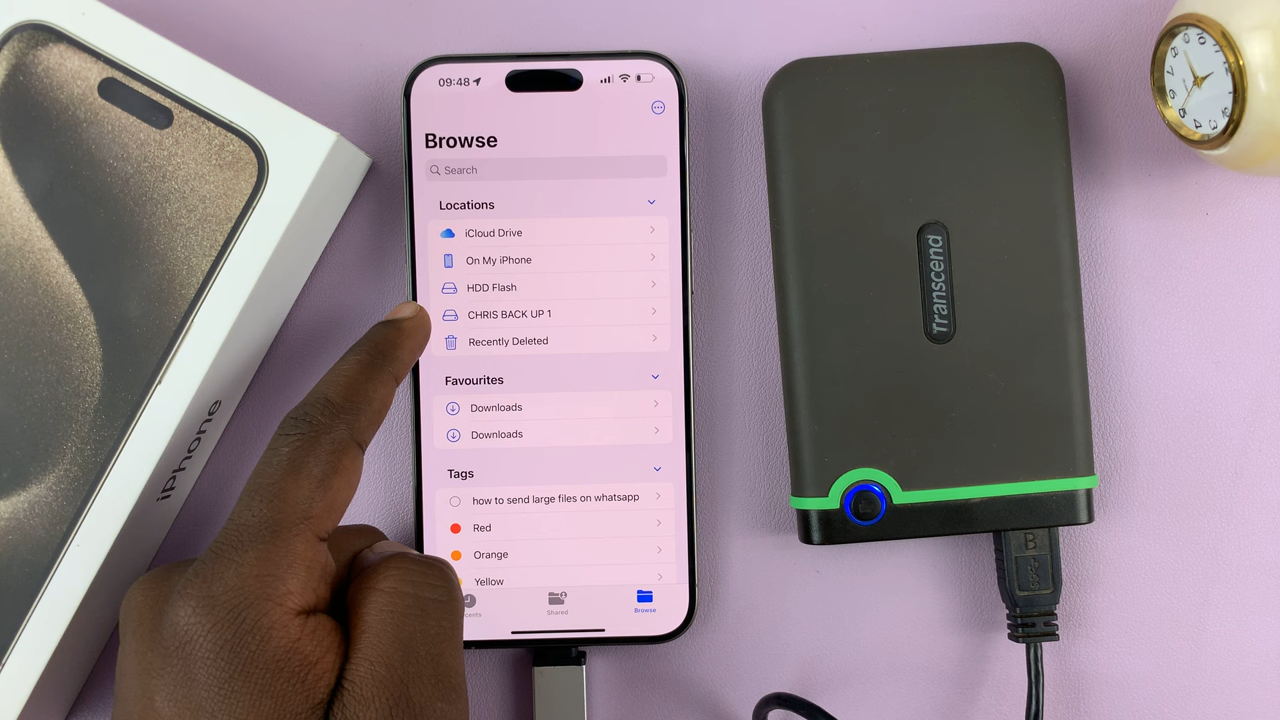 iPhone
09:48
Browse
Search
Locations
iCloud Drive
On My iPhone
HDD Flash
CHRIS BACK UP 1
Recently Deleted
Favourites
Downloads
Downloads
Tags
how to send large files on whatsapp
Red
Orange
Yellow
cents
Shared
Browse
Transcend
B